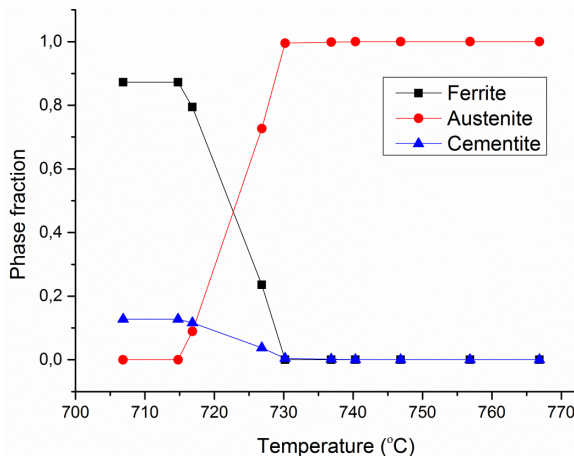 1,0
0,8
0,6
0,4
0,2
0,0
Phase fraction
Ferrite
Austenite
Cementite
700 710 720 730 740 750 760 770
Temperature (°C)